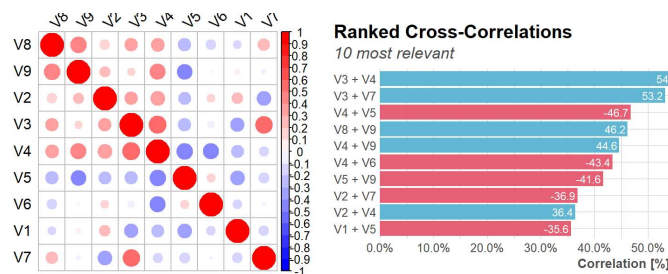 V8 V9 V2 V3 V4 V5 V6 V1 V7
V8
V9
V2
V3
V4
V5
V6
V1
V7
1
0.9
0.8
0.7
0.6
0.5
0.4
0.3
0.2
0.1
0
-0.1
-0.2
-0.3
-0.4
-0.5
-0.6
-0.7
-0.8
-0.9
-1
Ranked Cross-Correlations
10 most relevant
V3 + V4 54
V3 + V7 53.2
V4 + V5 -46.7
V8 + V9 46.2
V4 + V9 44.6
V4 + V6 -43.4
V5 + V9 -41.6
V2 + V7 -36.9
V2 + V4 36.4
V1 + V5 -35.6
0.0% 10.0% 20.0% 30.0% 40.0% 50.0%
Correlation [%]